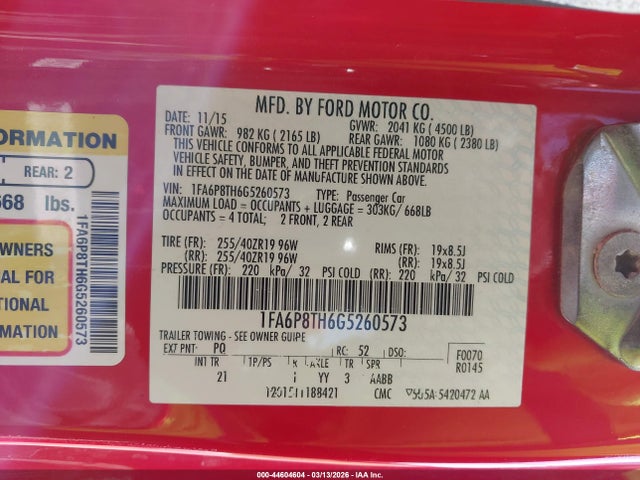 ORMATION
REAR: 2
668 lbs.
OWNERS
UAL FOR
TIONAL
RMATION
1FA6P8TH6G5260573
MFD. BY FORD MOTOR CO.
DATE: 11/15 GVWR: 2041 KG ( 4500 LB)
FRONT GAWR: 982 KG ( 2165 LB) REAR GAWR: 1080 KG ( 2380 LB)
THIS VEHICLE CONFORMS TO ALL APPLICABLE FEDERAL MOTOR
VEHICLE SAFETY, BUMPER, AND THEFT PREVENTION STANDARDS
IN EFFECT ON THE DATE OF MANUFACTURE SHOWN ABOVE.
VIN: 1FA6P8TH6G5260573 TYPE: Passenger Car
MAXIMUM LOAD = OCCUPANTS + LUGGAGE = 303KG/ 668LB
OCCUPANTS = 4 TOTAL; 2 FRONT, 2 REAR
TIRE (FR): 255/40ZR19 96W RIMS (FR): 19x8.5J
(RR): 255/40ZR19 96W (RR): 19x8.5J
PRESSURE (FR): 220 kPa/ 32 PSI COLD (RR): 220 kPa/ 32 PSI COLD
1FA6P8TH6G5260573
TRAILER TOWING - SEE OWNER GUIDE
EXT PNT: PQ RC: 52 DSO: F0070
INT TR TP/PS R AXLE TR SPR R0145
21 YY 3 AABB
CMC 5420472 AA
000-44604604 | 03/13/2026 - IAA Inc.